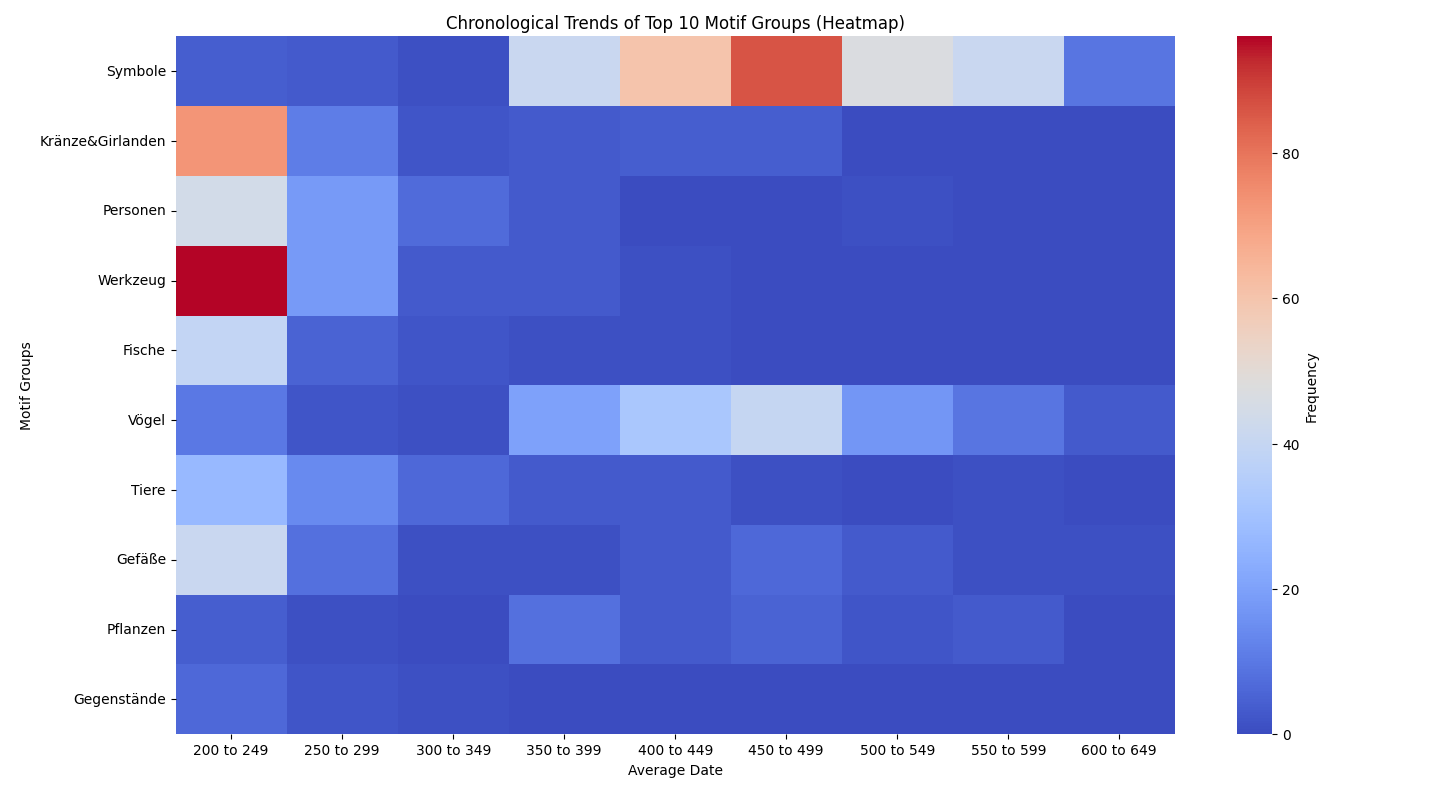 Chronological Trends of Top 10 Motif Groups (Heatmap)
Symbole
Kränze&Girlanden
Personen
Werkzeug
Fische
Vögel
Tiere
Gefäße
Pflanzen
Gegenstände
Motif Groups
200 to 249 250 to 299 300 to 349 350 to 399 400 to 449 450 to 499 500 to 549 550 to 599 600 to 649
Average Date
80
60
40
20
0
Frequency